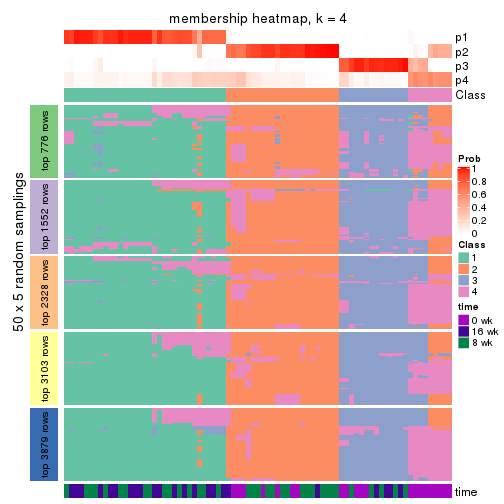 membership heatmap, k = 4
p1
p2
p3
p4
Class
50 x 5 random samplings
top 776 rows
top 1552 rows
top 2328 rows
top 3103 rows
top 3879 rows
time
Prob
1
0.8
0.6
0.4
0.2
0
Class
1
2
3
4
time
0 wk
16 wk
8 wk